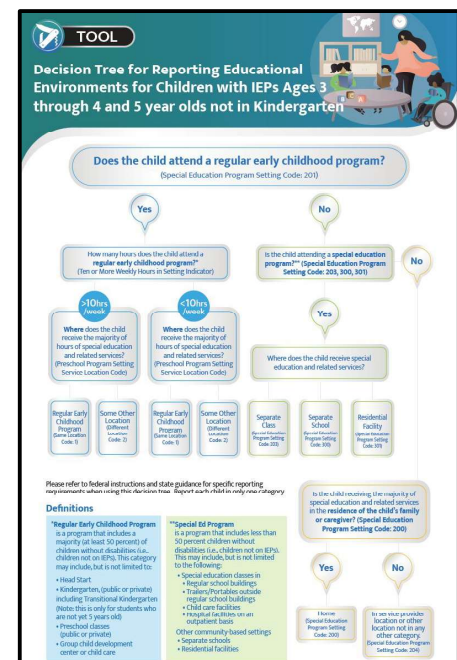 TOOL
Decision Tree for Reporting Educational
Environments for Children with IEPs Ages 3
through 4 and 5 year olds not in Kindergarten
Does the child attend a regular early childhood program?
(Special Education Program Setting Code: 201)
Yes
No
How many hours does the child attend a
regular early childhood program?*
(Ten or More Weekly Hours in Setting Indicator)
Is the child attending a special education
program?** (Special Education Program
Setting Code: 203, 300, 301)
No
>10hrs
/week
<10hrs
/week
Yes
Where does the child
receive the majority of
hours of special education
and related services?
(Preschool Program Setting
Service Location Code)
Where does the child
receive the majority of
hours of special education
and related services?
(Preschool Program Setting
Service Location Code)
Where does the child receive special
education and related services?
Regular Early
Childhood
Program
(Same Location
Code: 1)
Some Other
Location
(Different
Location
Code: 2)
Regular Early
Childhood
Program
(Same Location
Code: 1)
Some Other
Location
(Different
Location
Code: 2)
Separate
Class
(Special Education
Program Setting
Code: 203)
Separate
School
(Special Education
Program Setting
Code: 300)
Residential
Facility
(Special Education
Program Setting
Code: 301)
Please refer to federal instructions and state guidance for specific reporting
requirements when using this decision tree. Report each child in only one category.
Is the child receiving the majority of
special education and related services
in the residence of the child's family
or caregiver? (Special Education
Program Setting Code: 200)
Yes
No
Home
(Special Education
Program Setting
Code: 200)
In service provider
location or other
location not in any
other category.
(Special Education Program
Setting Code: 204)
Definitions
*Regular Early Childhood Program
is a program that includes a
majority (at least 50 percent) of
children without disabilities (i.e.,
children not on IEPs). This category
may include, but is not limited to:
• Head Start
• Kindergarten, (public or private)
including Transitional Kindergarten
(Note: this is only for students who
are not yet 5 years old)
• Preschool classes
(public or private)
• Group child development
center or child care
**Special Ed Program
is a program that includes less than
50 percent children without
disabilities (i.e., children not on IEPs).
This may include, but is not limited
to the following:
• Special education classes in
• Regular school buildings
• Trailers/Portables outside
regular school buildings
• Child care facilities
• Hospital facilities on an
outpatient basis
Other community-based settings
• Separate schools
• Residential facilities